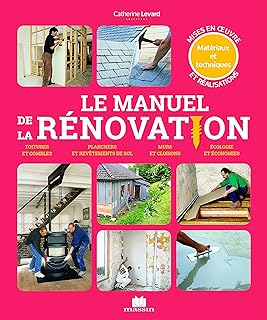 Catherine Levard
MISES EN ŒUVRE
Matériaux et
techniques
ET RÉALISATIONS
LE MANUEL
DE LA RÉNOVATION
TOITURES
ET COMBLES
PLANCHERS
ET REVÊTEMENTS DE SOL
MURS
ET CLOISONS
ÉCOLOGIE
ET ÉCONOMIES
massin